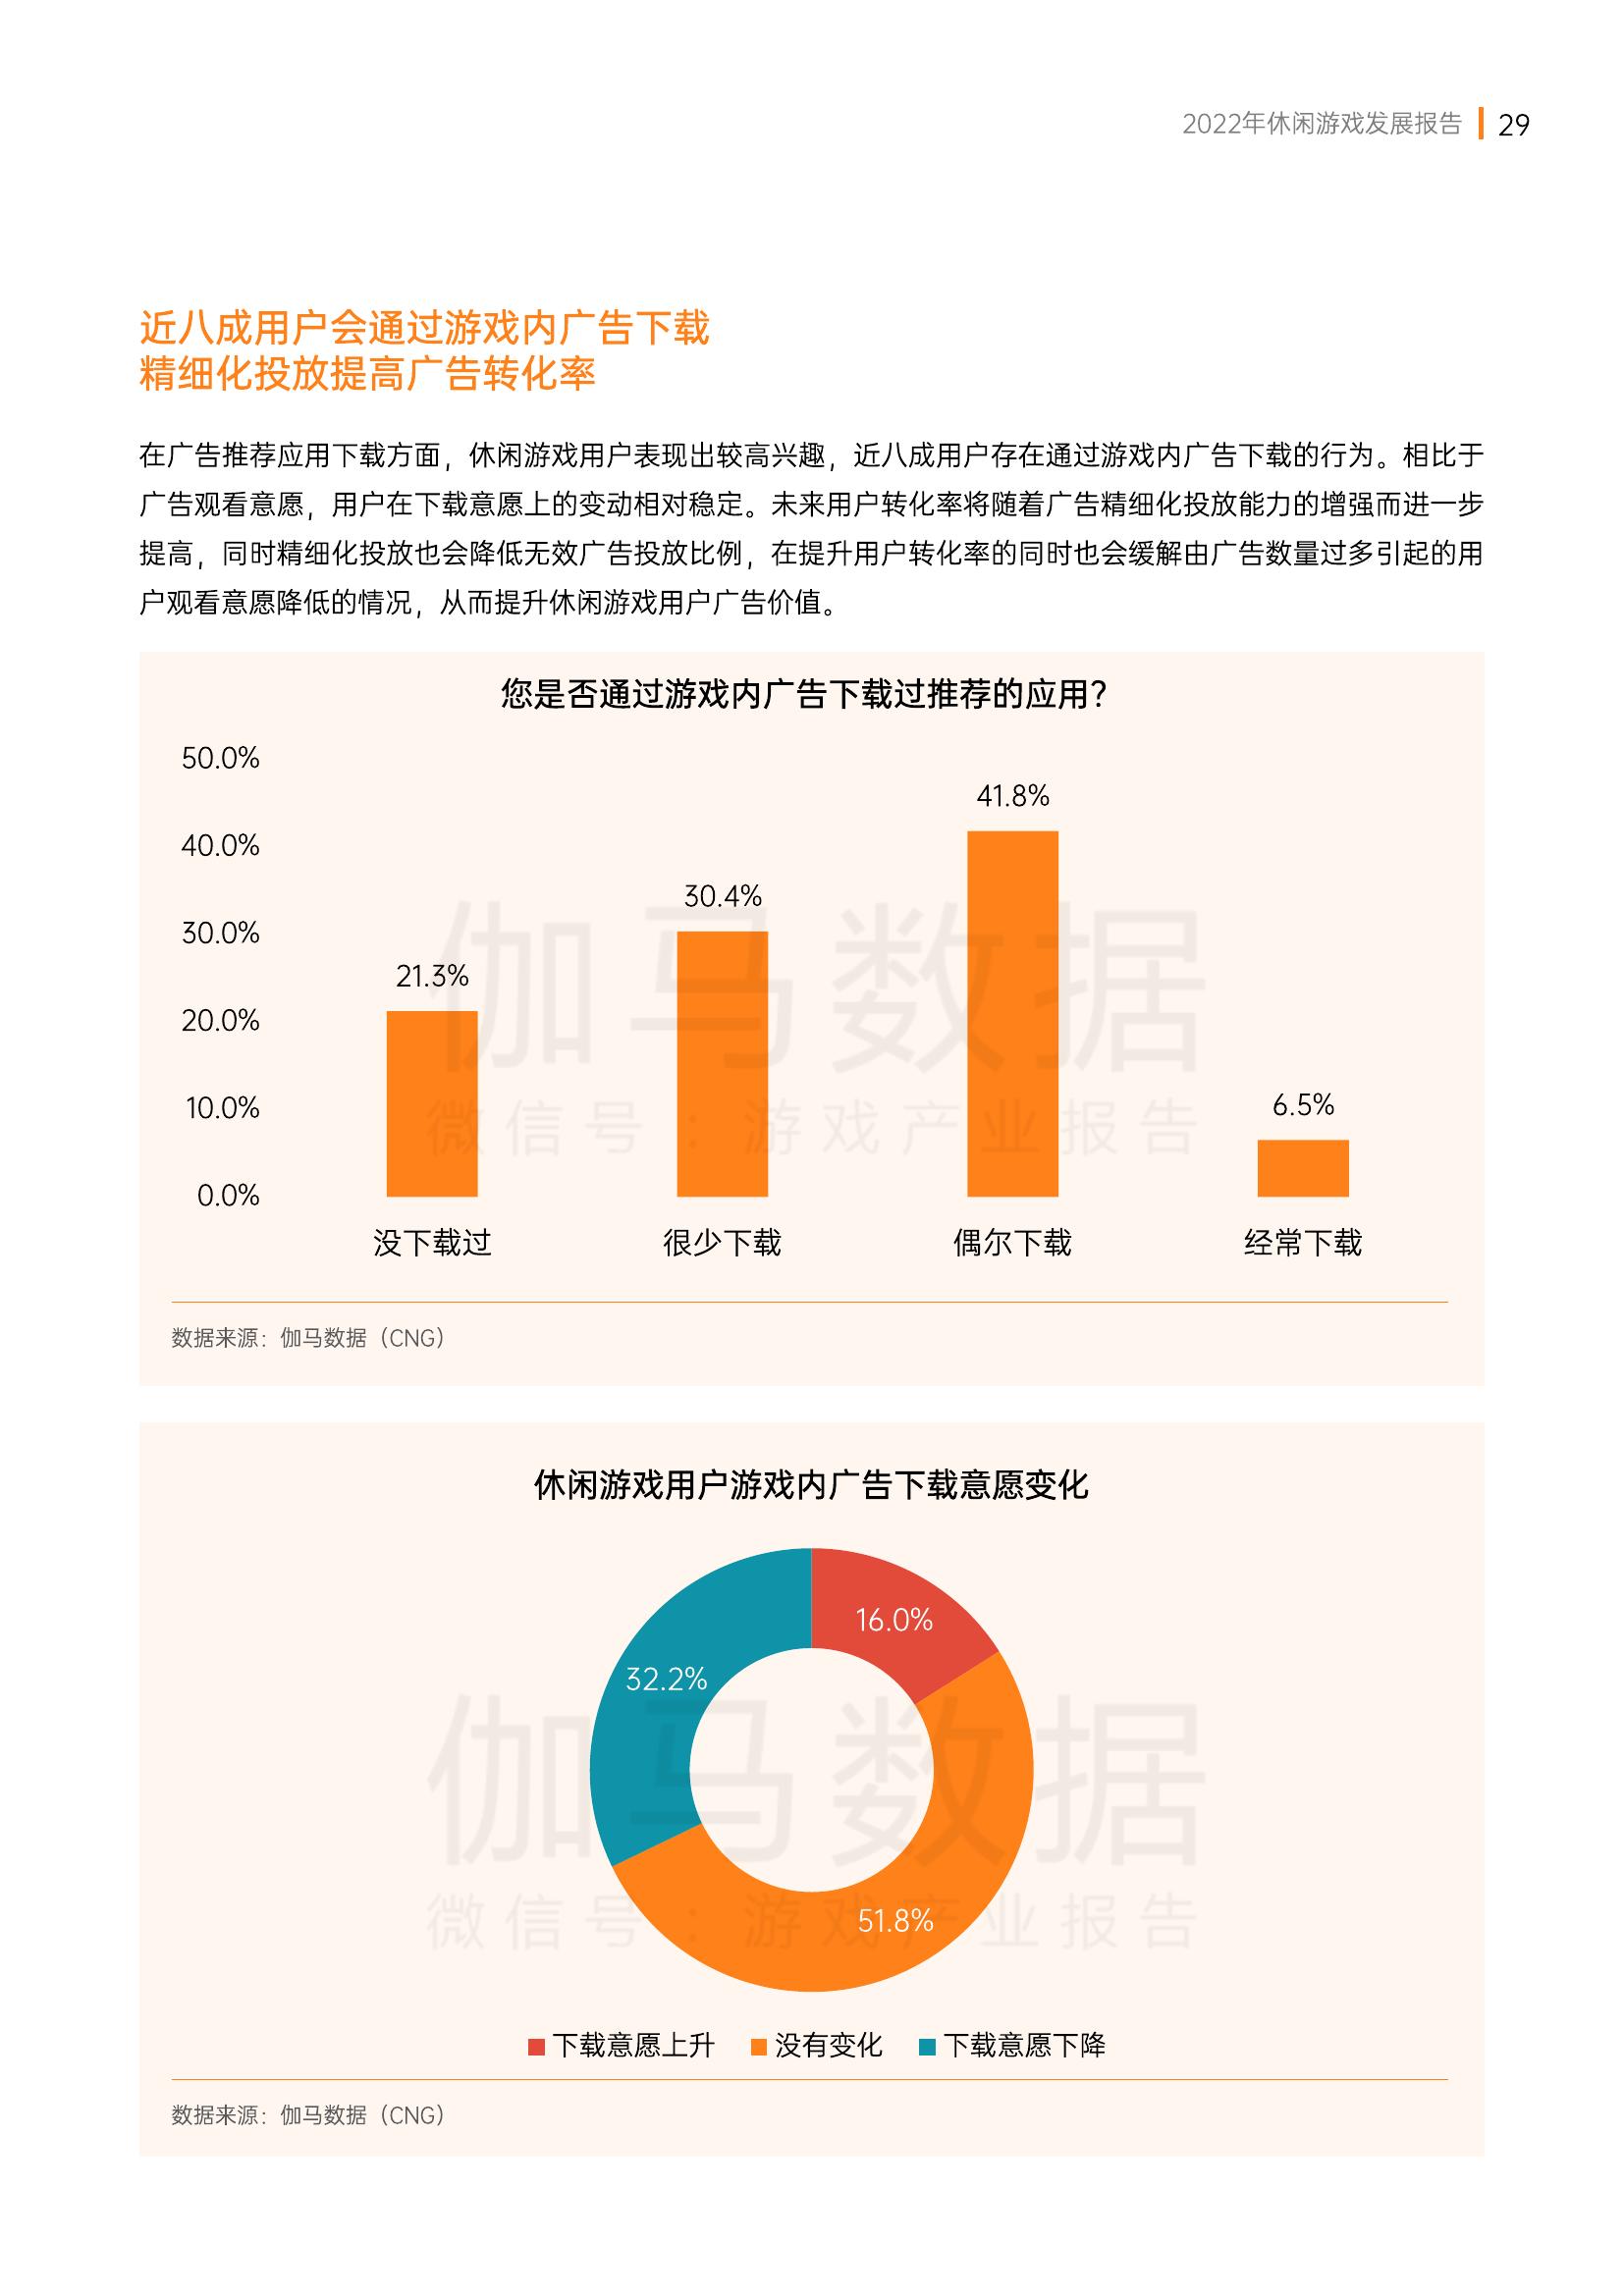 2022年休闲游戏发展报告 29
近八成用户会通过游戏内广告下载
精细化投放提高广告转化率
在广告推荐应用下载方面，休闲游戏用户表现出较高兴趣，近八成用户存在通过游戏内广告下载的行为。相比于
广告观看意愿，用户在下载意愿上的变动相对稳定。未来用户转化率将随着广告精细化投放能力的增强而进一步
提高，同时精细化投放也会降低无效广告投放比例，在提升用户转化率的同时也会缓解由广告数量过多引起的用
户观看意愿降低的情况，从而提升休闲游戏用户广告价值。
您是否通过游戏内广告下载过推荐的应用？
50.0%
40.0%
30.0%
20.0%
10.0%
0.0%
21.3%
30.4%
41.8%
6.5%
没下载过 很少下载 偶尔下载 经常下载
伽马数据
微信号：游戏产业报告
数据来源：伽马数据（CNG）
休闲游戏用户游戏内广告下载意愿变化
16.0%
32.2%
51.8%
伽马数据
微信号：游戏产业报告
下载意愿上升 没有变化 下载意愿下降
数据来源：伽马数据（CNG）